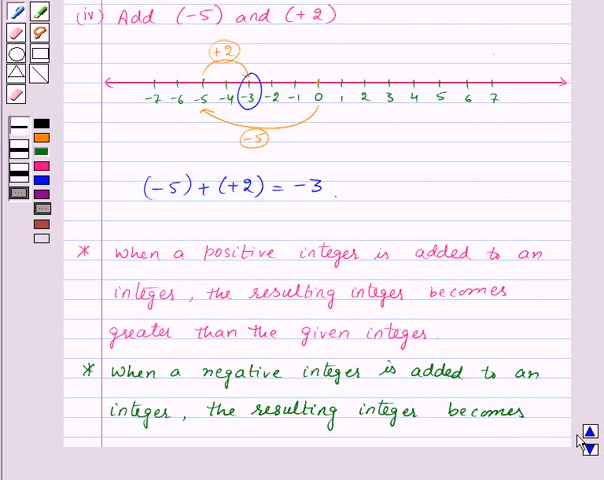 (iv) Add (-5) and (+2)
+2
-7 -6 -5 -4 -3 -2 -1 0 1 2 3 4 5 6 7
-5
(-5) + (+2) = -3 .
* When a positive integer is added to an
integer, the resulting integer becomes
greater than the given integer.
* When a negative integer is added to an
integer, the resulting integer becomes